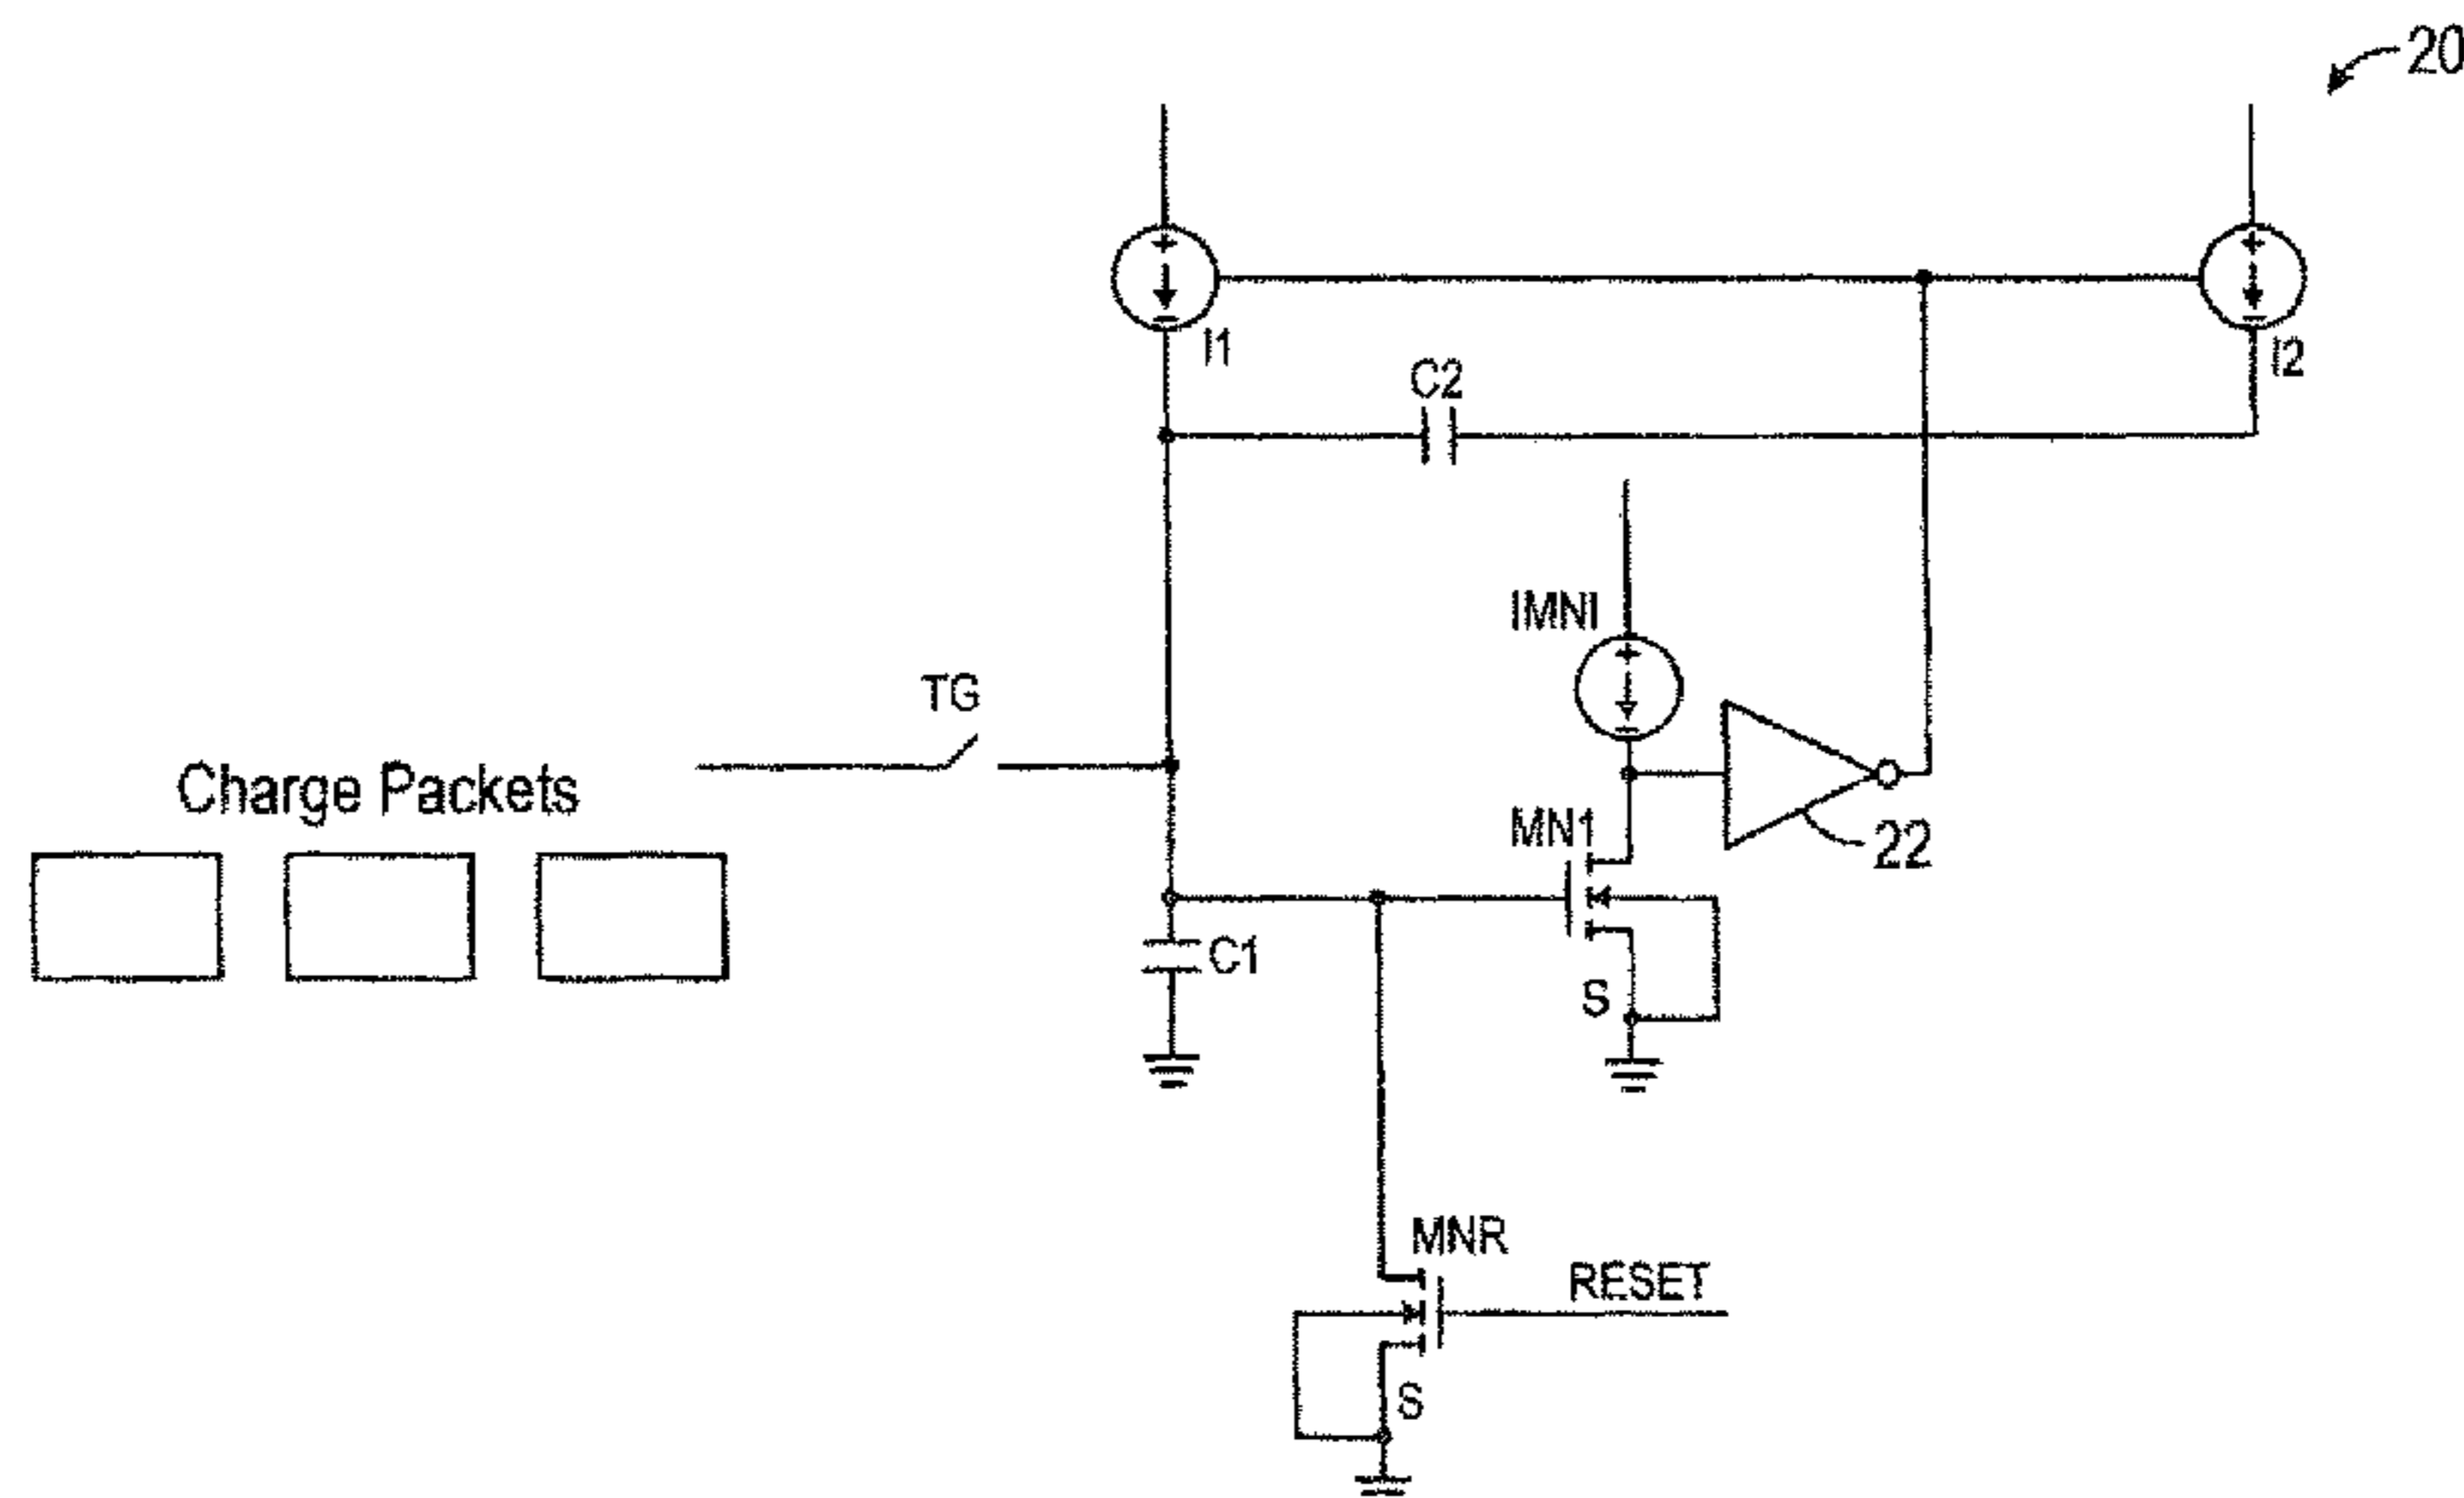 20
I1
I2
C2
IMNI
TG
Charge Packets
MN1
22
C1
S
MNR
RESET
S